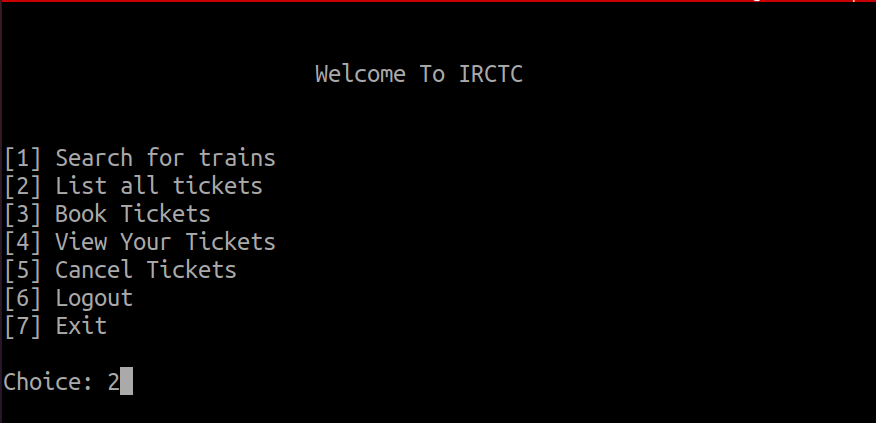 Welcome To IRCTC
[1] Search for trains
[2] List all tickets
[3] Book Tickets
[4] View Your Tickets
[5] Cancel Tickets
[6] Logout
[7] Exit
Choice: 2